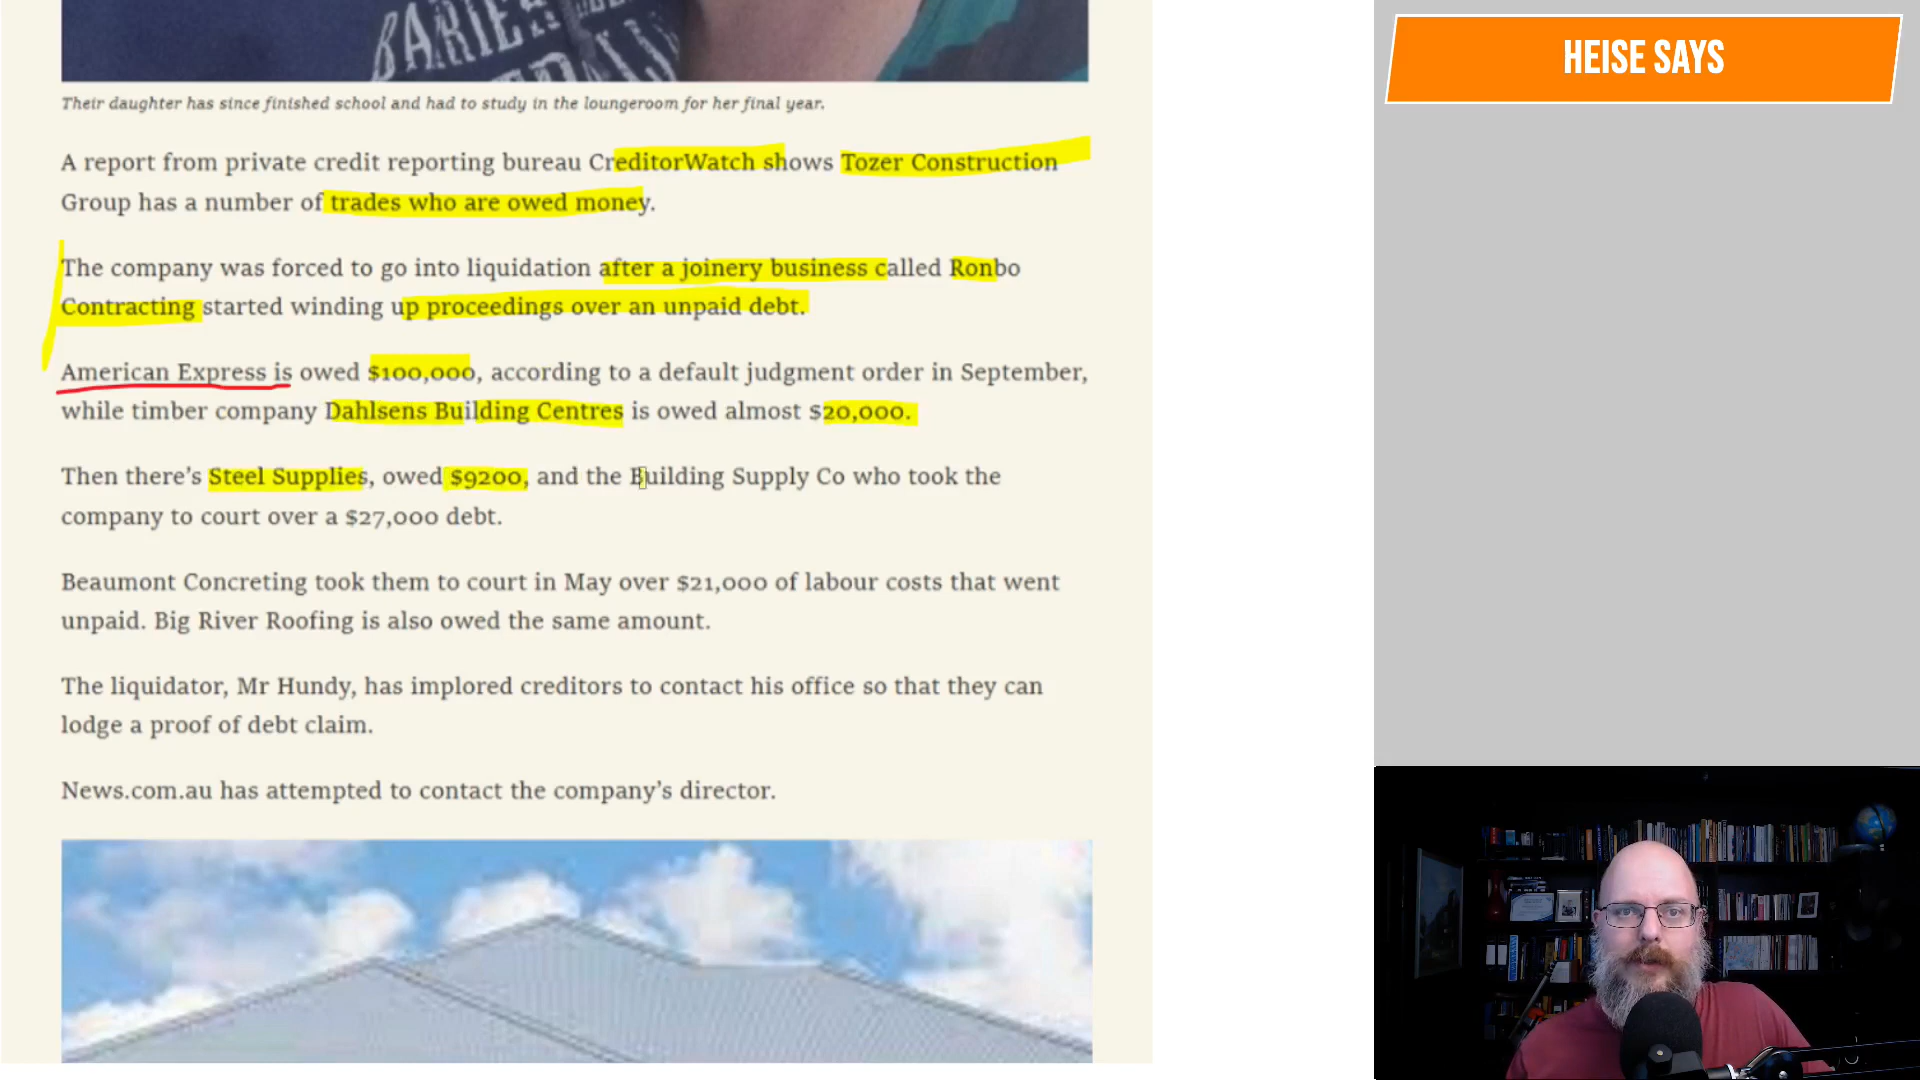 BARIE
HEISE SAYS
Their daughter has since finished school and had to study in the loungeroom for her final year.
A report from private credit reporting bureau CreditorWatch shows Tozer Construction
Group has a number of trades who are owed money.
The company was forced to go into liquidation after a joinery business called Ronbo
Contracting started winding up proceedings over an unpaid debt.
American Express is owed $100,000, according to a default judgment order in September,
while timber company Dahlsens Building Centres is owed almost $20,000.
Then there’s Steel Supplies, owed $9200, and the Building Supply Co who took the
company to court over a $27,000 debt.
Beaumont Concreting took them to court in May over $21,000 of labour costs that went
unpaid. Big River Roofing is also owed the same amount.
The liquidator, Mr Hundy, has implored creditors to contact his office so that they can
lodge a proof of debt claim.
News.com.au has attempted to contact the company’s director.